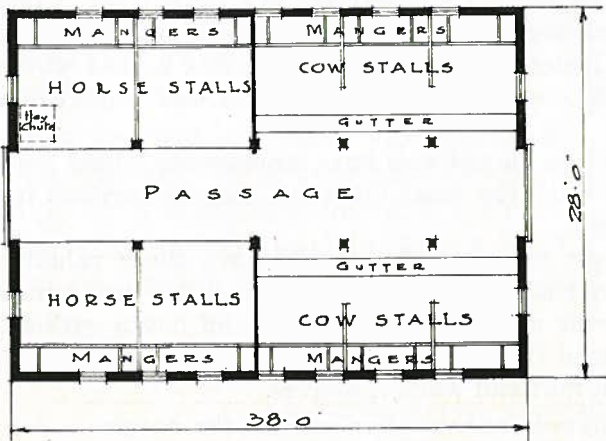 MANGERS MANGERS
COW STALLS
HORSE STALLS
Hay
Chute
GUTTER
PASSAGE
28'.0"
GUTTER
HORSE STALLS
COW STALLS
MANGERS MANGERS
38.0